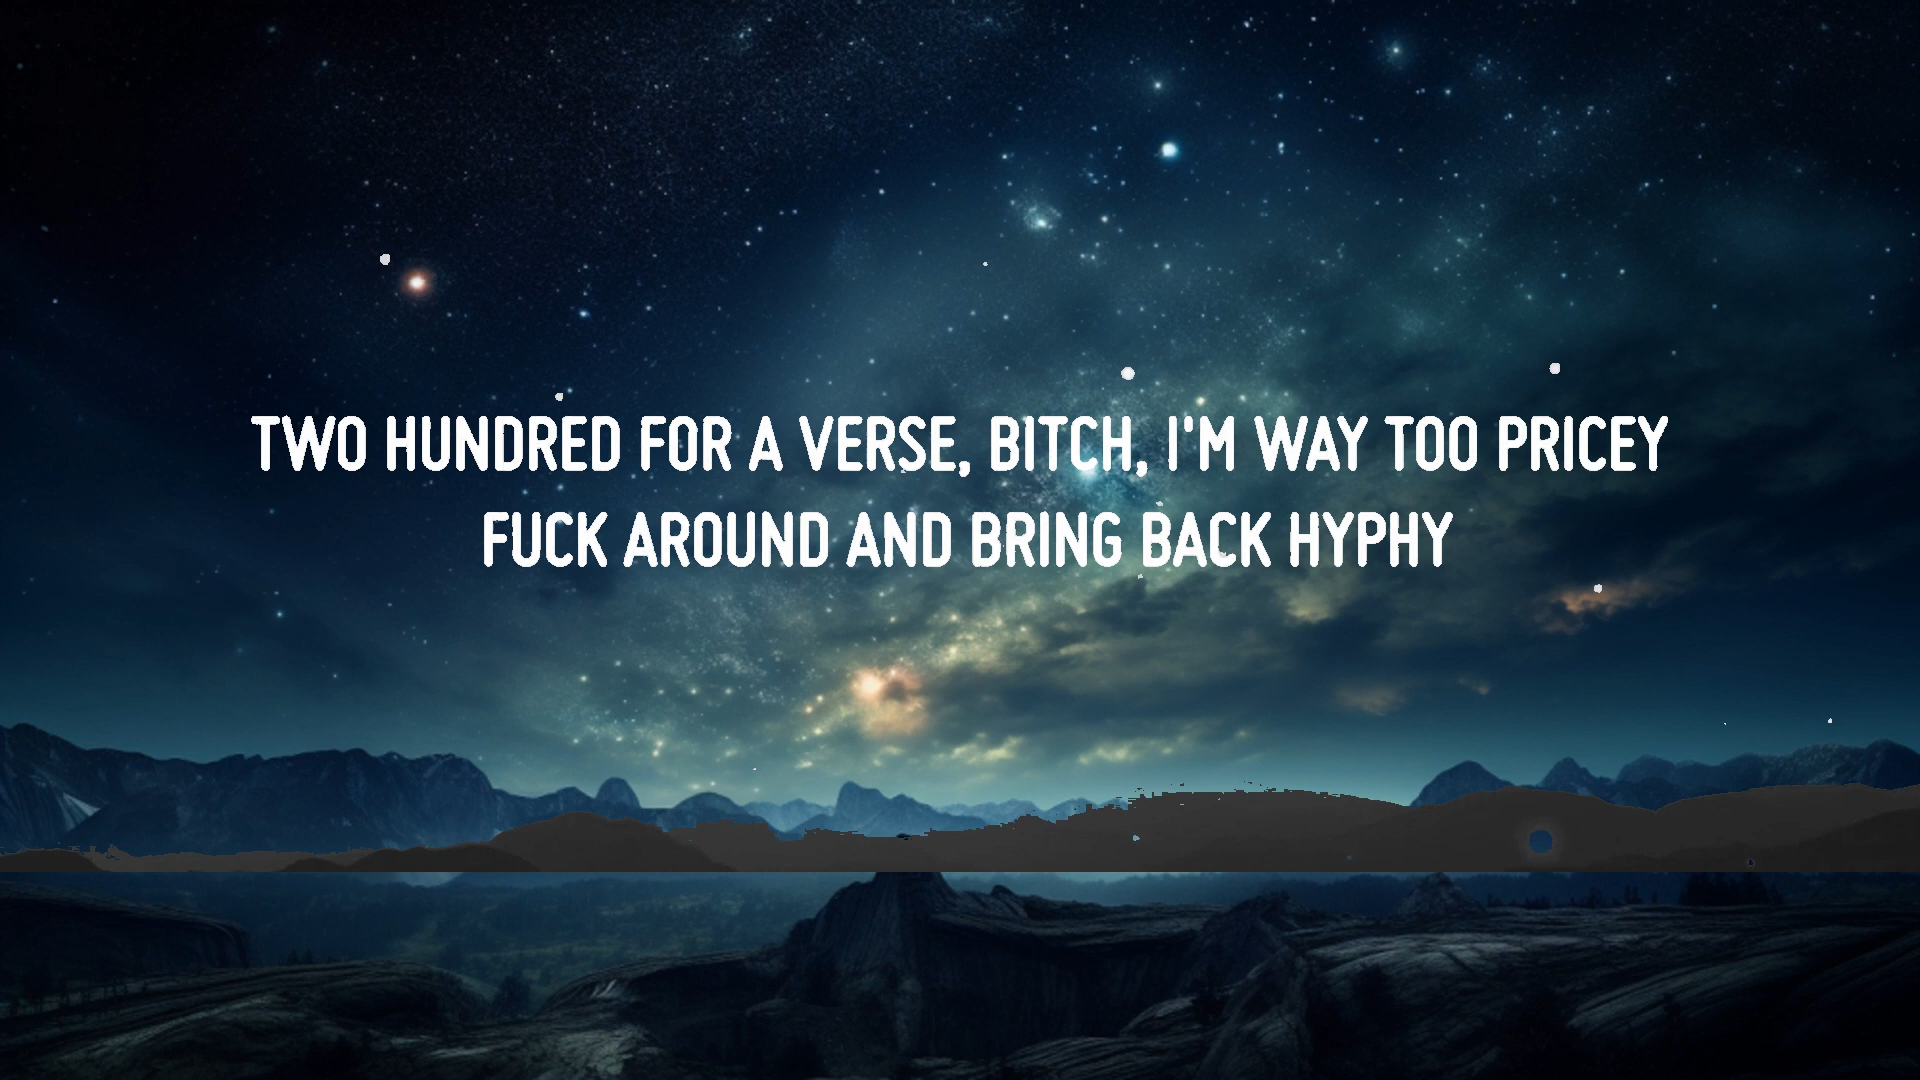 TWO HUNDRED FOR A VERSE, BITCH, I'M WAY TOO PRICEY
FUCK AROUND AND BRING BACK HYPHY